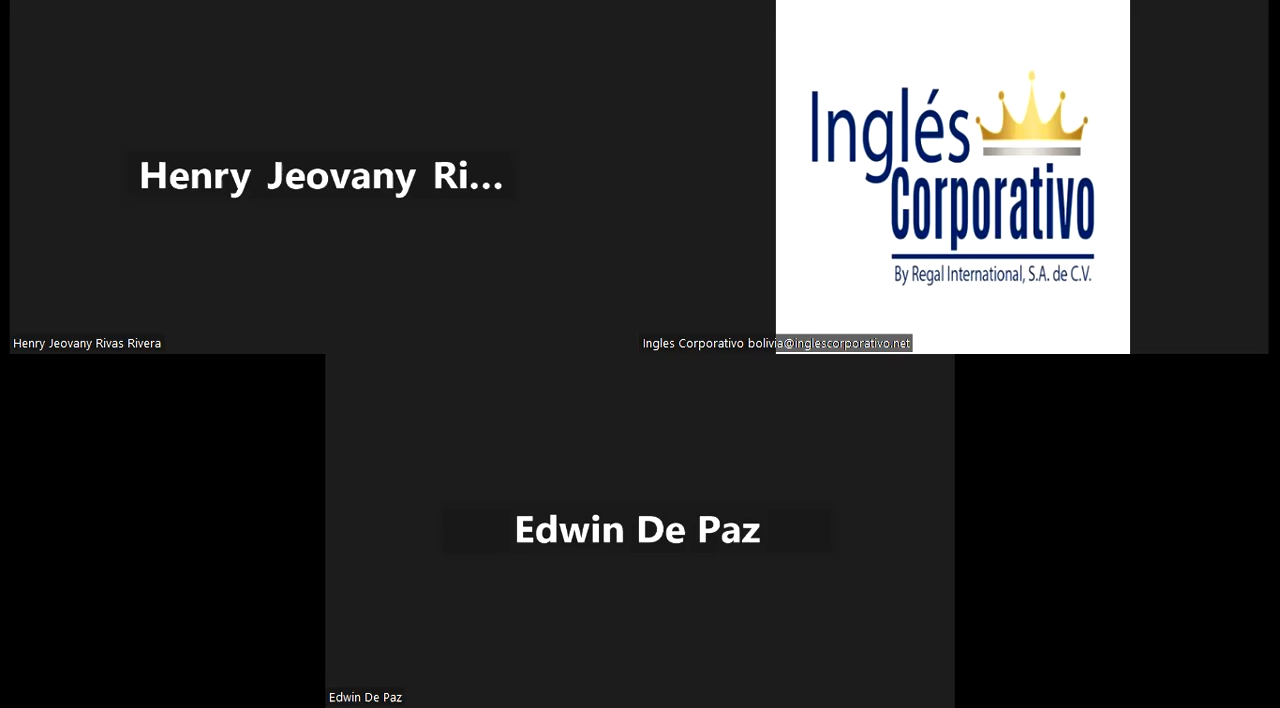 Henry Jeovany Ri...
Henry Jeovany Rivas Rivera
Inglés
Corporativo
By Regal International, S.A. de C.V.
Ingles Corporativo bolivia@inglescorporativo.net
Edwin De Paz
Edwin De Paz